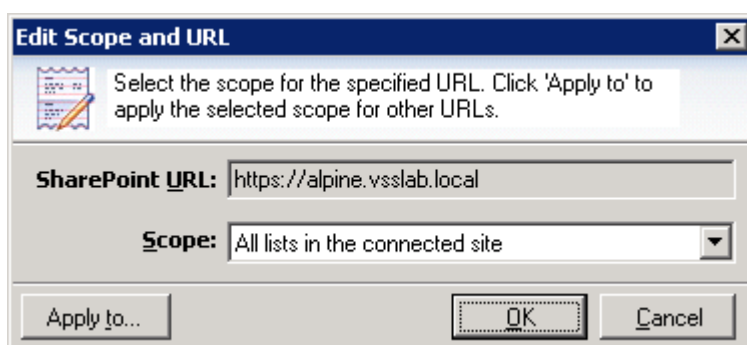 Edit Scope and URL
Select the scope for the specified URL. Click 'Apply to' to
apply the selected scope for other URLs.
SharePoint URL: https://alpine.vsslab.local
Scope: All lists in the connected site
Apply to... OK Cancel